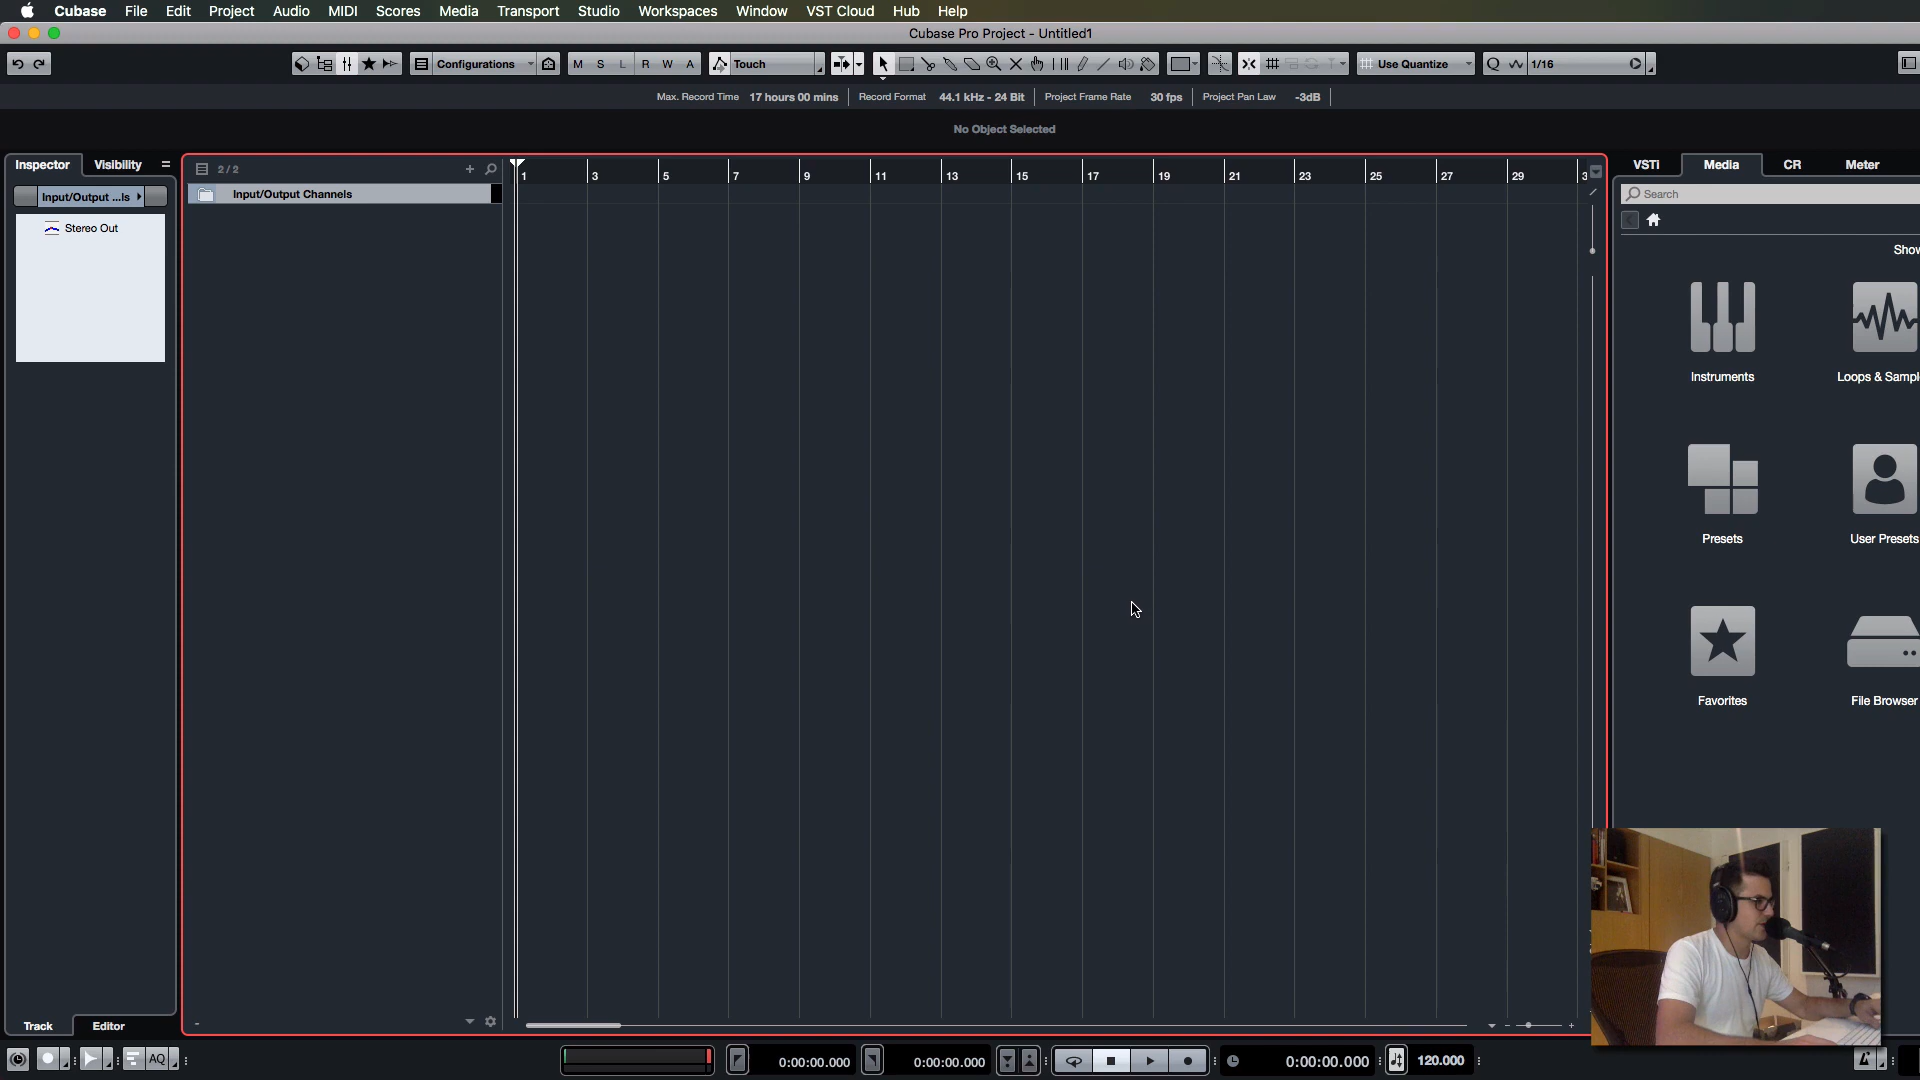 Cubase File Edit Project Audio MIDI Scores Media Transport Studio Workspaces Window VST Cloud Hub Help
Cubase Pro Project - Untitled1
Configurations M S L R W A Touch Use Quantize Q 1/16
Max. Record Time 17 hours 00 mins Record Format 44.1 kHz - 24 Bit Project Frame Rate 30 fps Project Pan Law -3dB
No Object Selected
Inspector Visibility
2 / 2
1 3 5 7 9 11 13 15 17 19 21 23 25 27 29 3
VSTi Media CR Meter
Input/Output ...ls
Input/Output Channels
Search
Stereo Out
Show
Instruments
Loops & Sampl
Presets
User Presets
Favorites
File Browser
Track Editor
AQ 0:00:00.000 0:00:00.000 0:00:00.000 120.000